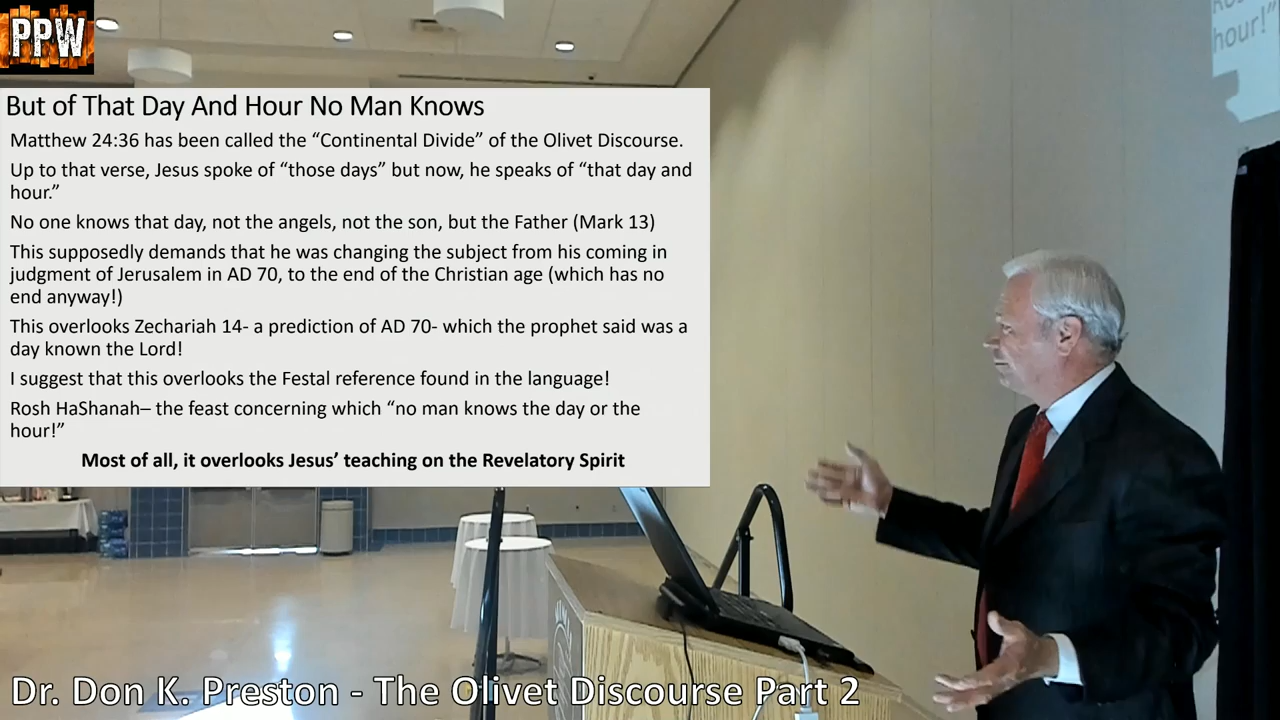 PPW
But of That Day And Hour No Man Knows
Matthew 24:36 has been called the “Continental Divide” of the Olivet Discourse.
Up to that verse, Jesus spoke of “those days” but now, he speaks of “that day and
hour.”
No one knows that day, not the angels, not the son, but the Father (Mark 13)
This supposedly demands that he was changing the subject from his coming in
judgment of Jerusalem in AD 70, to the end of the Christian age (which has no
end anyway!)
This overlooks Zechariah 14- a prediction of AD 70- which the prophet said was a
day known the Lord!
I suggest that this overlooks the Festal reference found in the language!
Rosh HaShanah– the feast concerning which “no man knows the day or the
hour!”
Most of all, it overlooks Jesus’ teaching on the Revelatory Spirit
hour!”
Dr. Don K. Preston - The Olivet Discourse Part 2